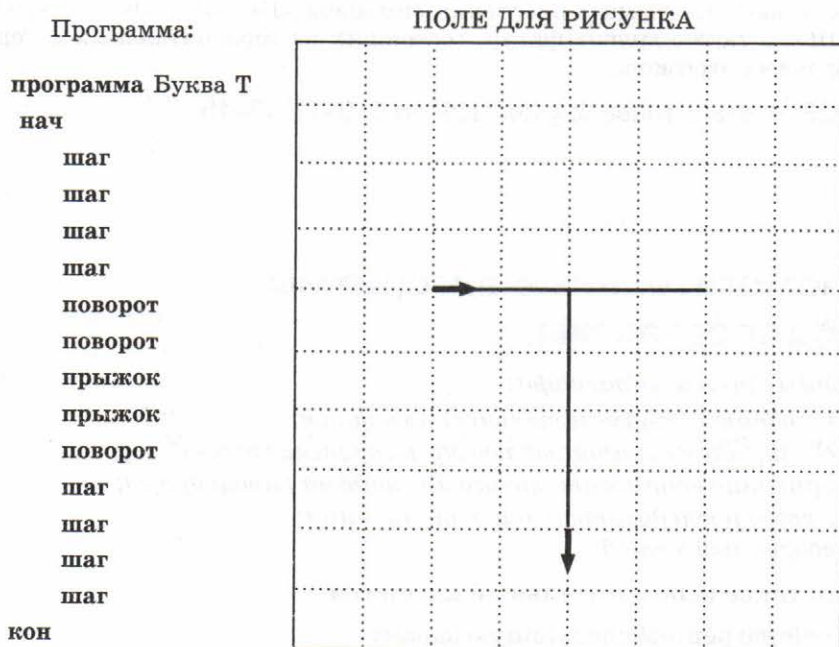 Программа:
ПОЛЕ ДЛЯ РИСУНКА
программа Буква Т
нач
шаг
шаг
шаг
шаг
поворот
поворот
прыжок
прыжок
поворот
шаг
шаг
шаг
шаг
кон